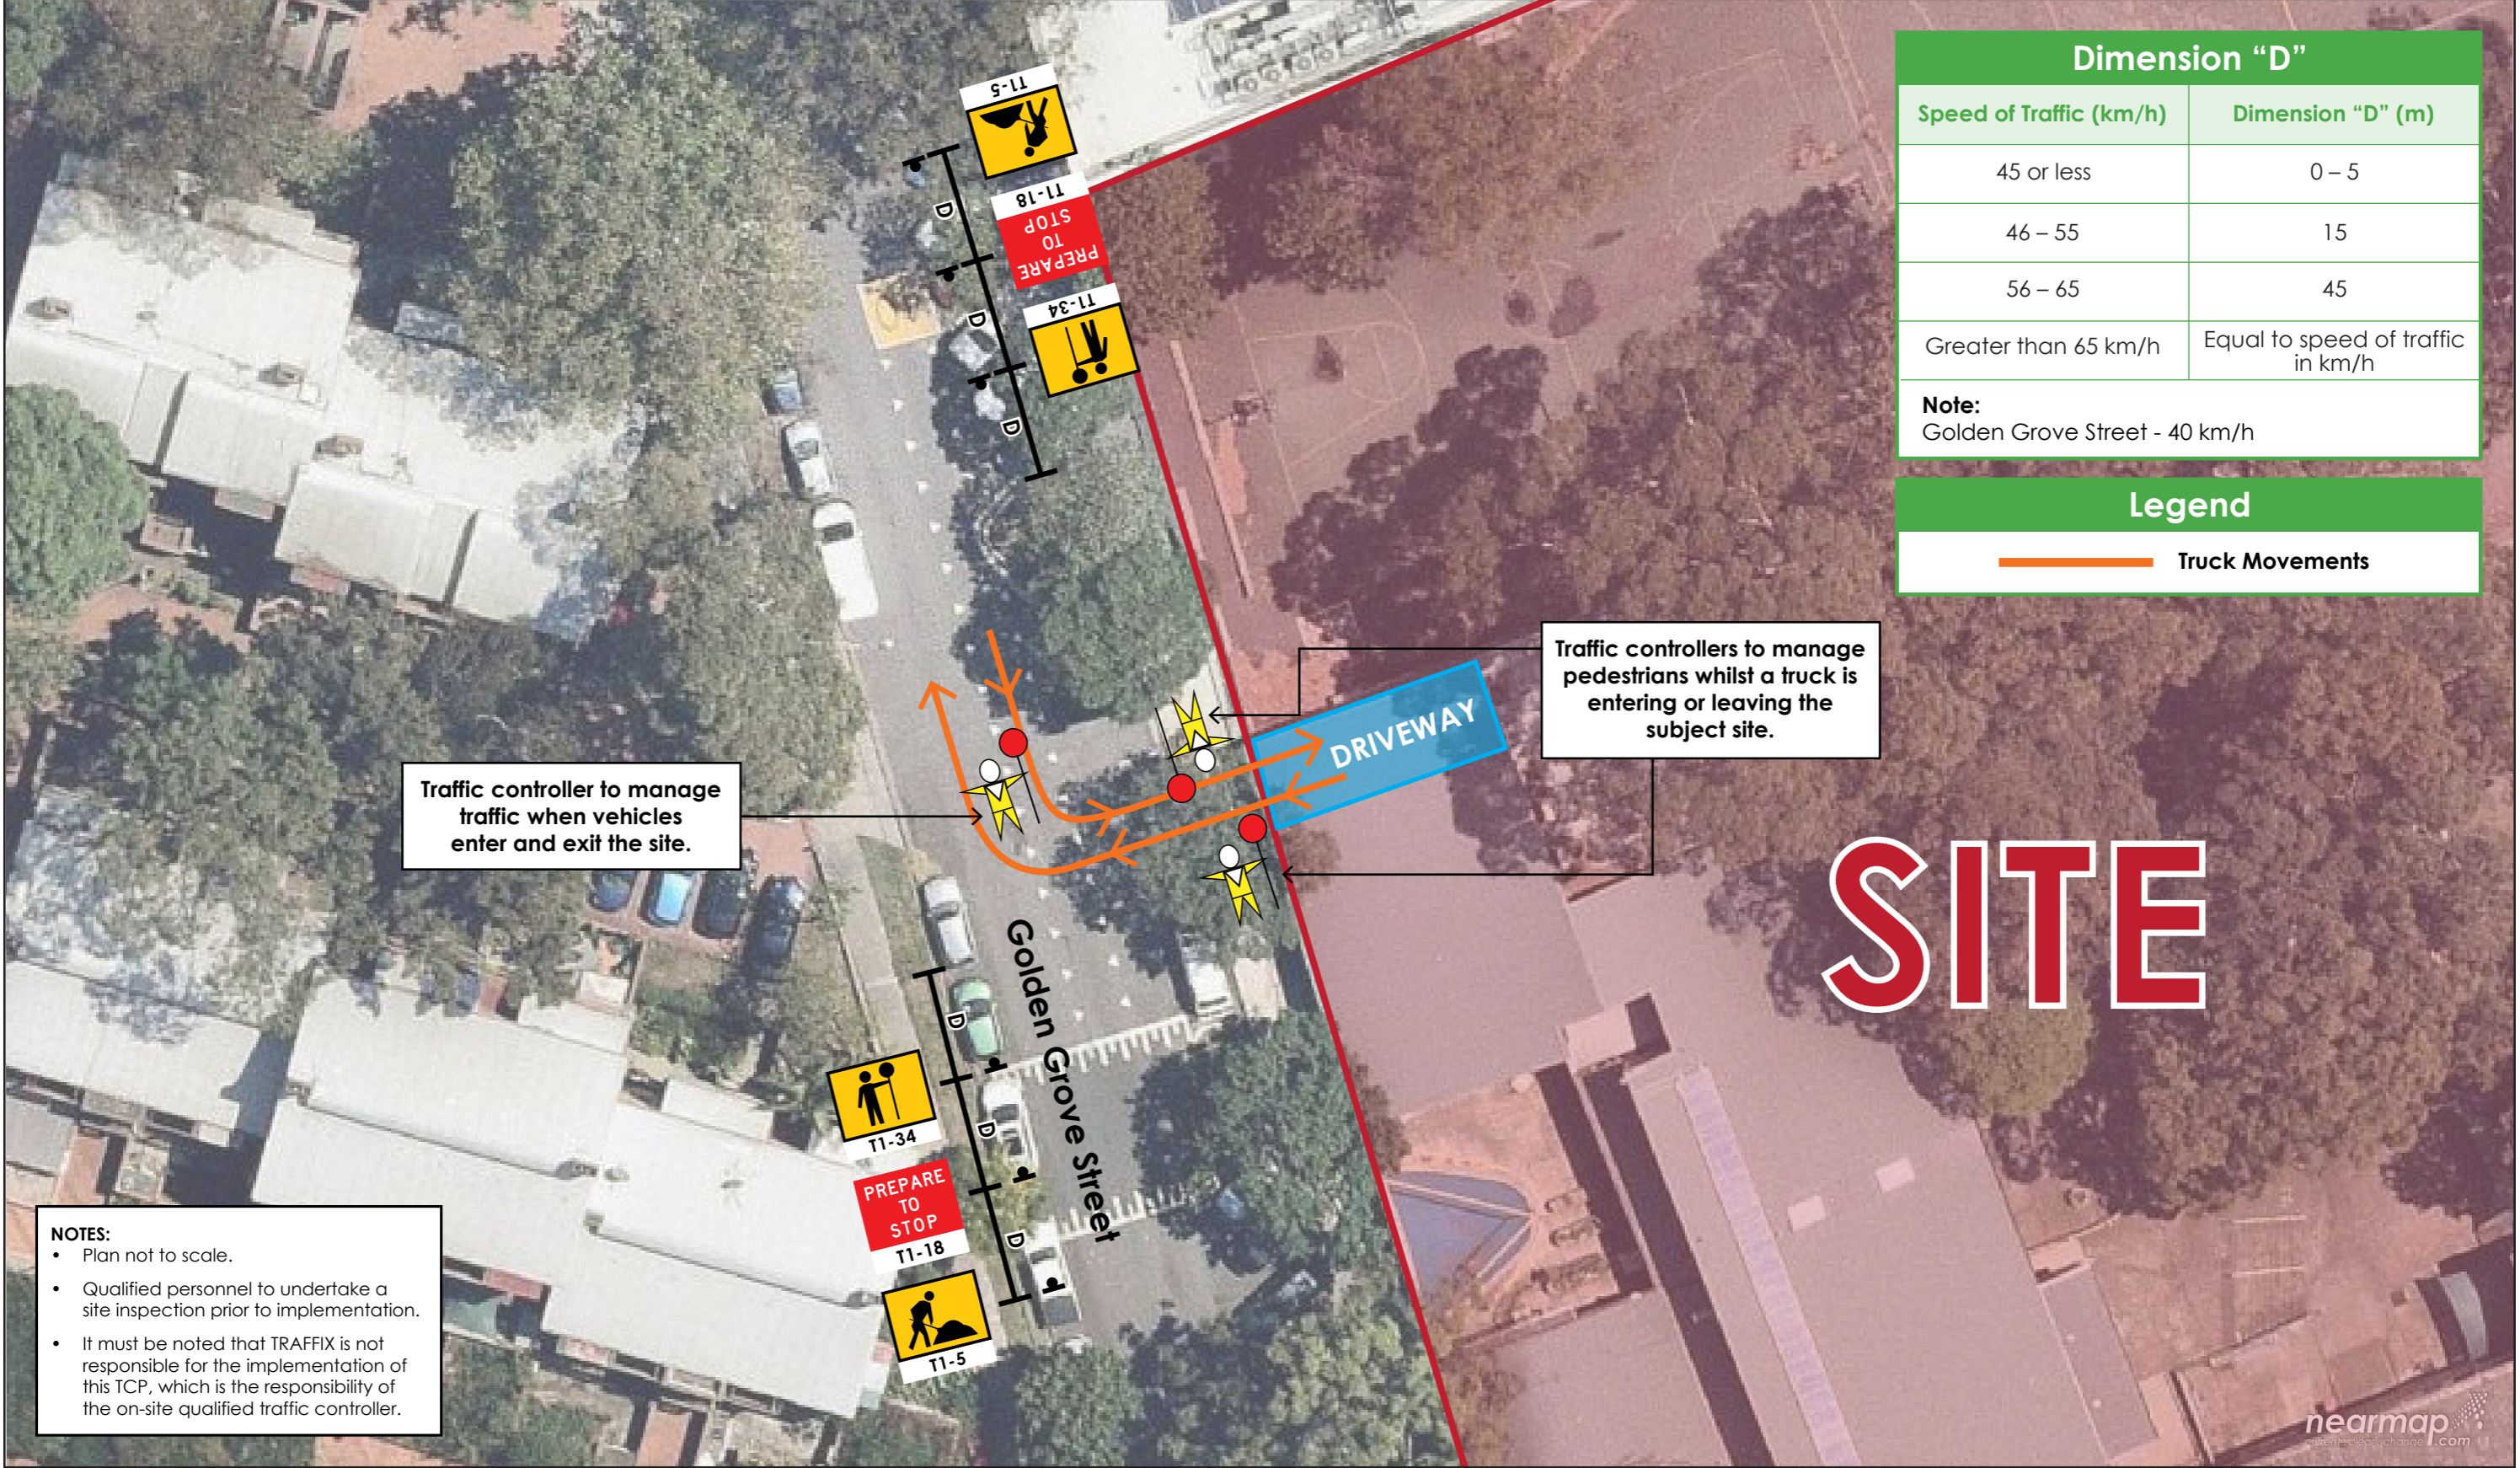 T1-5
T1-18
PREPARE
TO
STOP
T1-34
D
D
D
Dimension “D”
Speed of Traffic (km/h) Dimension “D” (m)
45 or less 0 – 5
46 – 55 15
56 – 65 45
Greater than 65 km/h Equal to speed of traffic
in km/h
Note:
Golden Grove Street - 40 km/h
Legend
Truck Movements
Traffic controllers to manage
pedestrians whilst a truck is
entering or leaving the
subject site.
DRIVEWAY
Traffic controller to manage
traffic when vehicles
enter and exit the site.
SITE
Golden Grove Street
D
D
D
T1-34
PREPARE
TO
STOP
T1-18
T1-5
NOTES:
• Plan not to scale.
• Qualified personnel to undertake a
site inspection prior to implementation.
• It must be noted that TRAFFIX is not
responsible for the implementation of
this TCP, which is the responsibility of
the on-site qualified traffic controller.
nearmap
.com